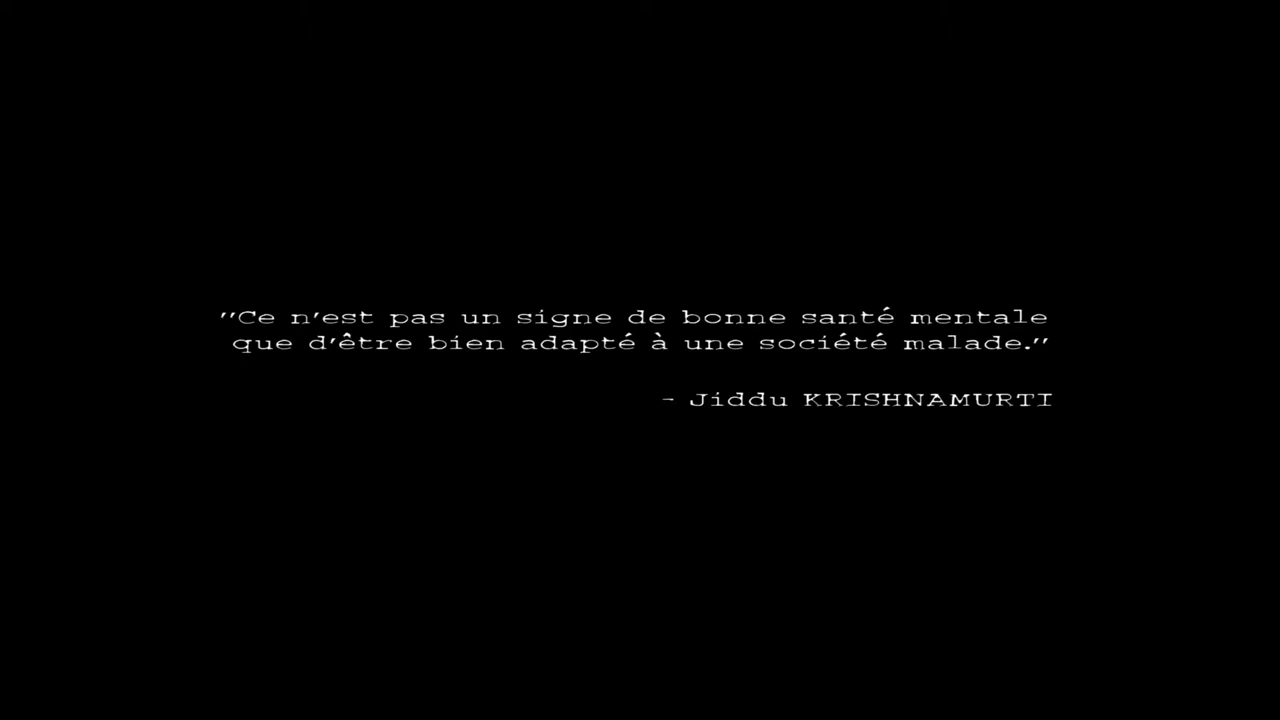 "Ce n'est pas un signe de bonne santé mentale
que d'être bien adapté à une société malade."
- Jiddu KRISHNAMURTI